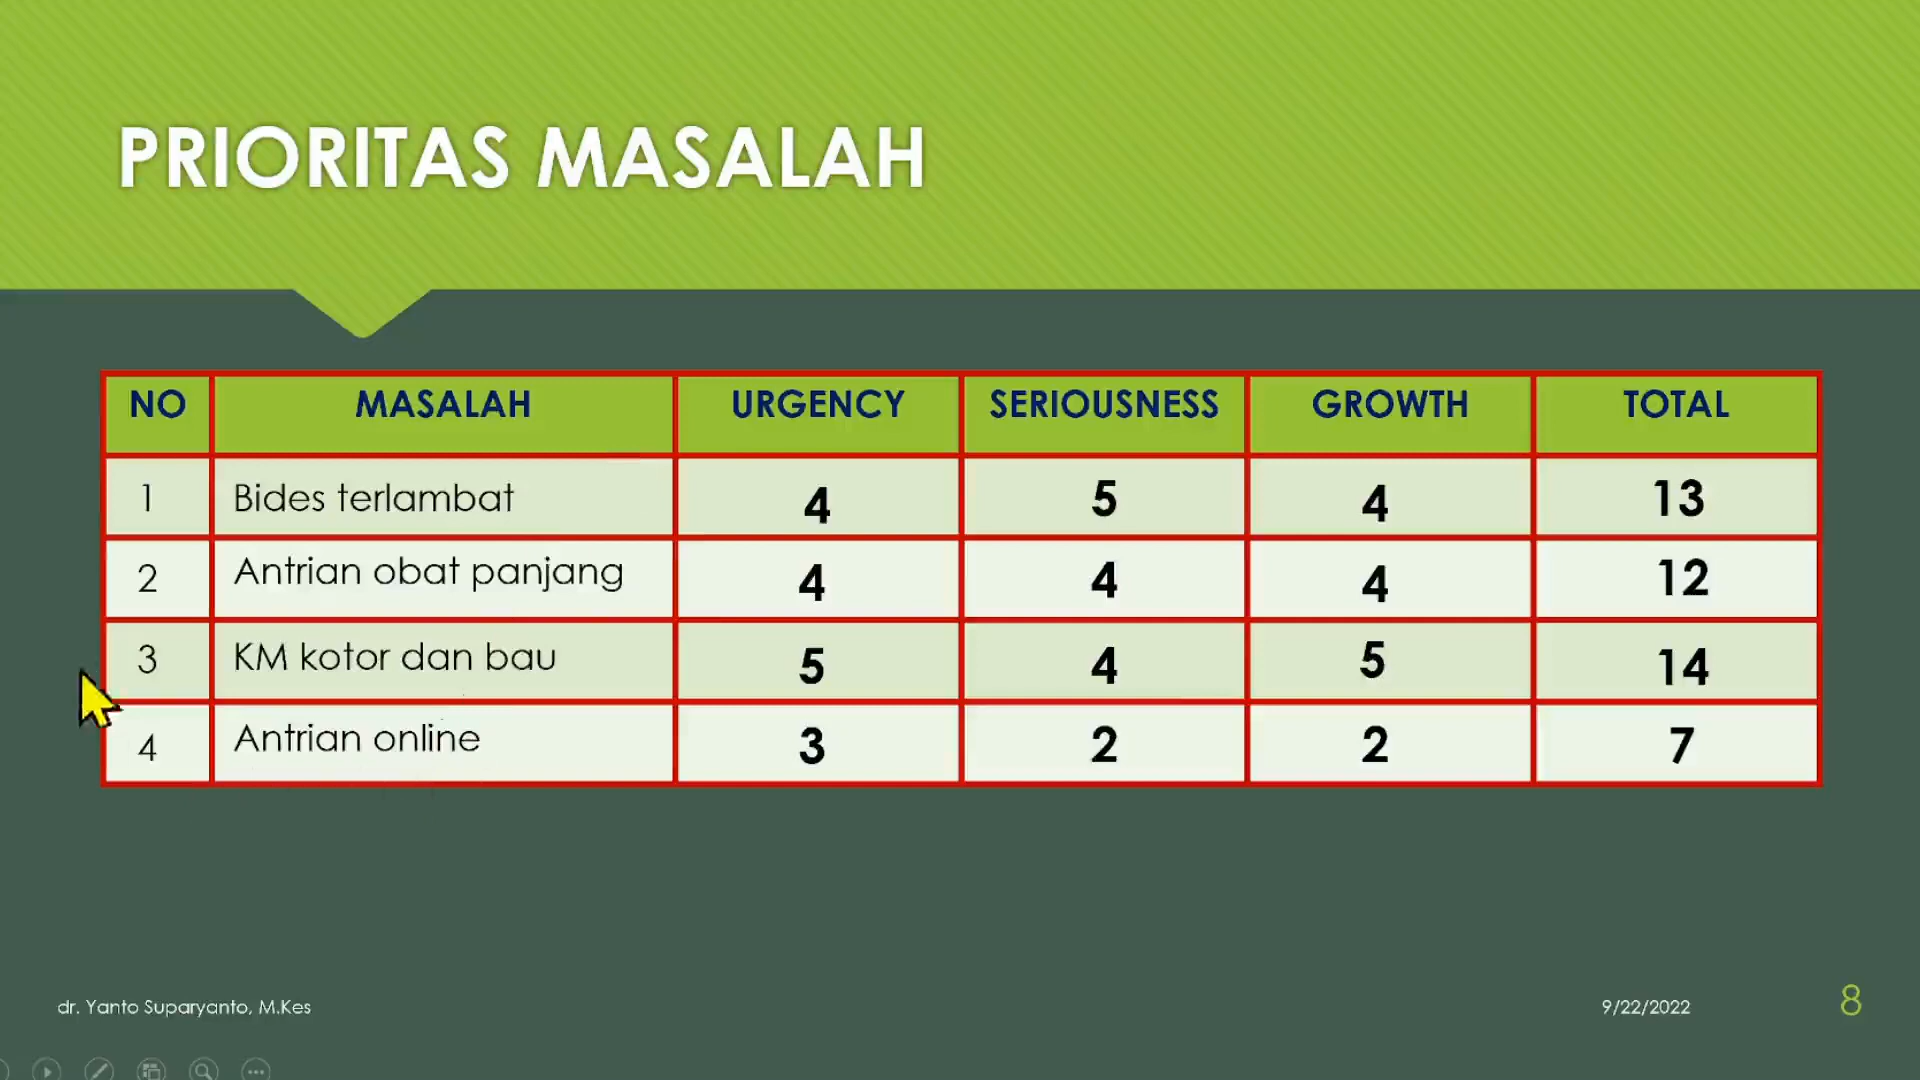 PRIORITAS MASALAH
NO MASALAH URGENCY SERIOUSNESS GROWTH TOTAL
1 Bides terlambat 4 5 4 13
2 Antrian obat panjang 4 4 4 12
3 KM kotor dan bau 5 4 5 14
4 Antrian online 3 2 2 7
dr. Yanto Suparyanto, M.Kes 9/22/2022 8